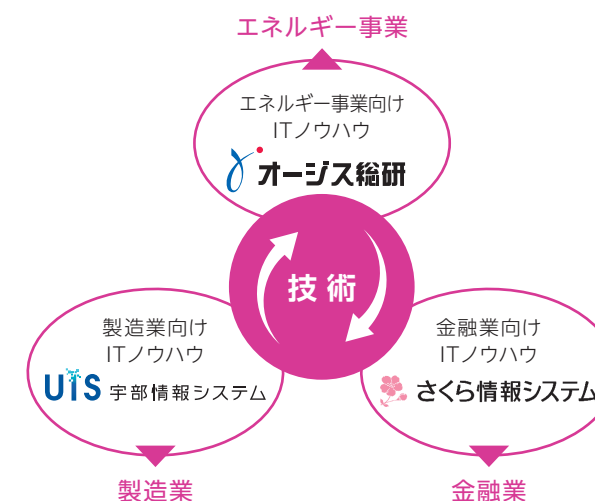 エネルギー事業
エネルギー事業向け
ITノウハウ
オージス総研
技術
製造業向け
ITノウハウ
UIS 宇部情報システム
金融業向け
ITノウハウ
さくら情報システム
製造業
金融業